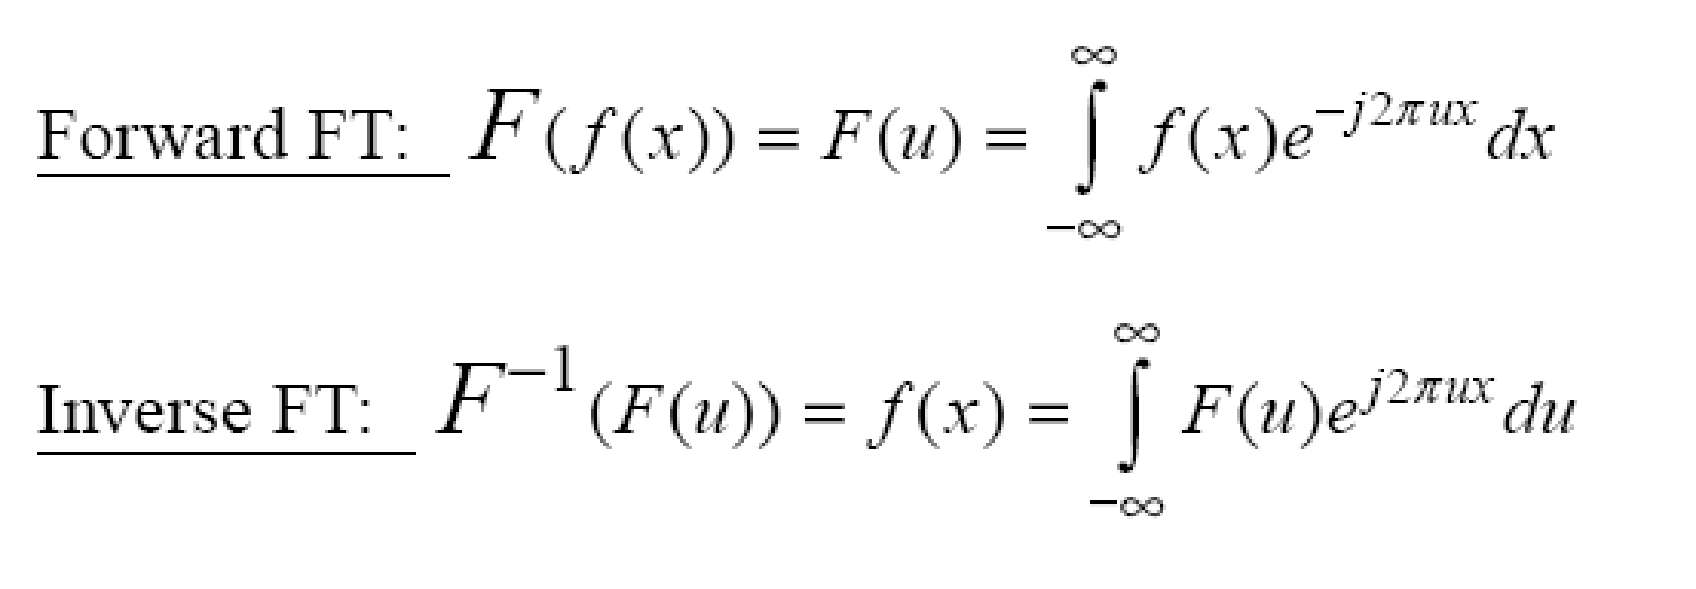 Forward FT: F(f(x)) = F(u) = ∫_{-∞}^{∞} f(x)e^{-j2πux} dx
Inverse FT: F^{-1}(F(u)) = f(x) = ∫_{-∞}^{∞} F(u)e^{j2πux} du